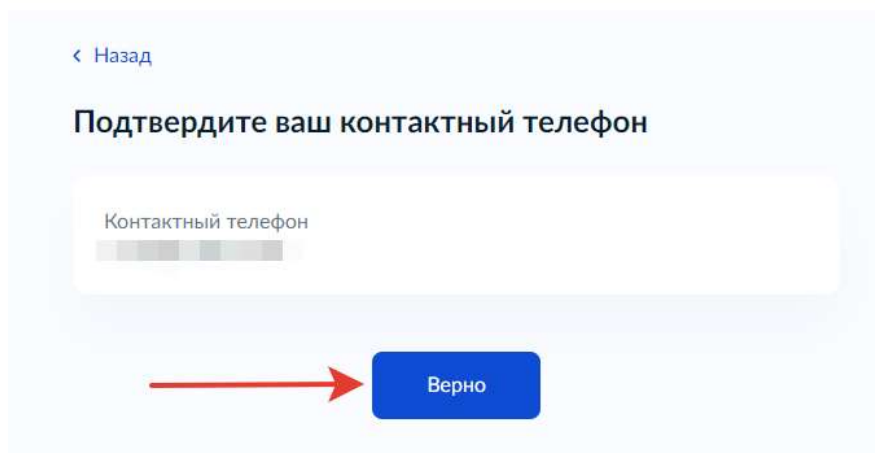 Назад
Подтвердите ваш контактный телефон
Контактный телефон
Верно